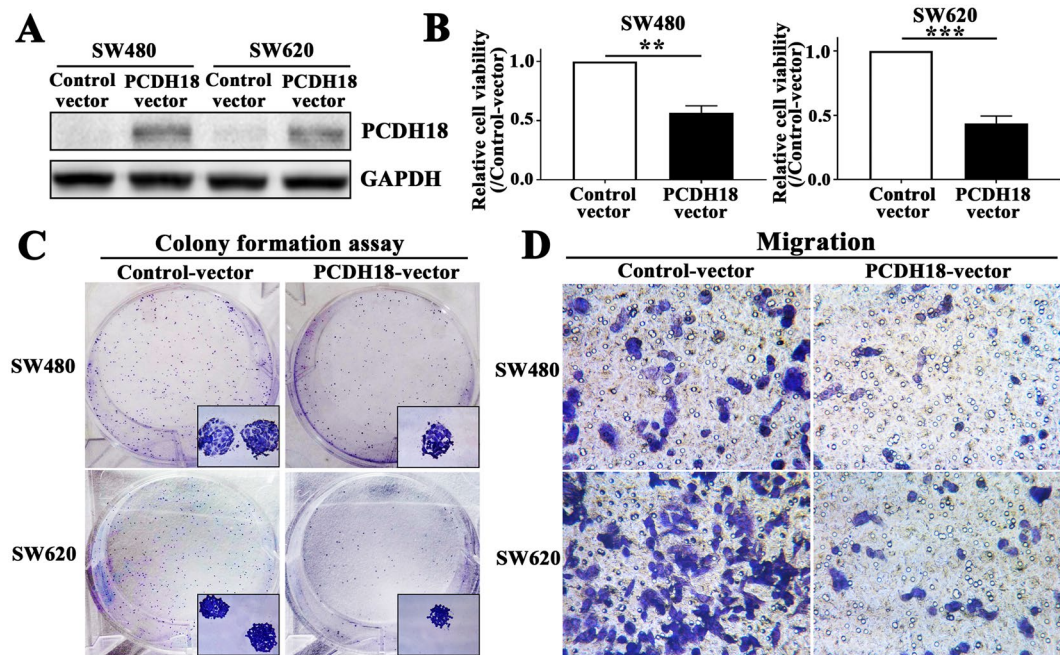 A
SW480 SW620
Control vector PCDH18 vector Control vector PCDH18 vector
PCDH18
GAPDH
B
SW480
**
Relative cell viability
(/Control-vector)
1.0
0.5
0.0
Control vector PCDH18 vector
SW620
***
Relative cell viability
(/Control-vector)
1.0
0.5
0.0
Control vector PCDH18 vector
C
Colony formation assay
Control-vector PCDH18-vector
SW480
SW620
D
Migration
Control-vector PCDH18-vector
SW480
SW620